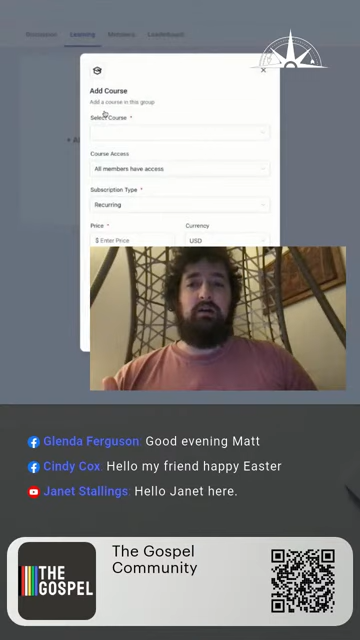 Discussion Learning Members Leaderboard
Add Course
Add a course in this group
Select Course *
Course Access
All members have access
Subscription Type *
Recurring
Price * Currency
$ Enter Price USD
Glenda Ferguson: Good evening Matt
Cindy Cox: Hello my friend happy Easter
Janet Stallings: Hello Janet here.
THE
GOSPEL
The Gospel
Community